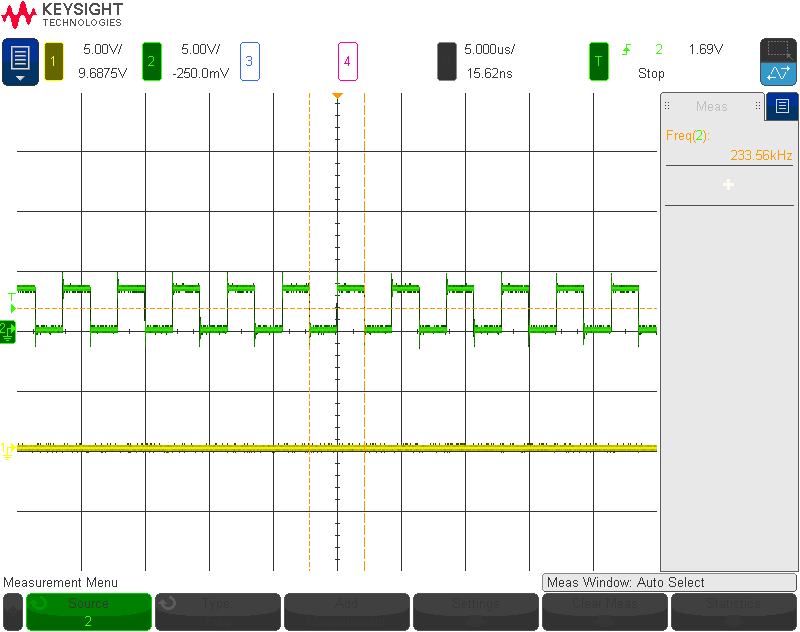 KEYSIGHT
TECHNOLOGIES
1
5.00V/
9.6875V
2
5.00V/
-250.0mV
3
4
5.000us/
15.62ns
T
2
1.69V
Stop
Meas
Freq(2):
233.56kHz
T
2
1
Measurement Menu
Meas Window: Auto Select
Source
2
Type:
Add
Settings
Clear Meas
Statistics